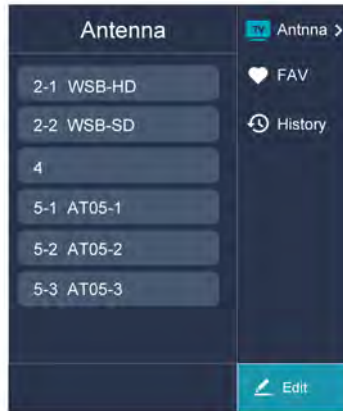 Antenna
2-1 WSB-HD
2-2 WSB-SD
4
5-1 AT05-1
5-2 AT05-2
5-3 AT05-3
TV Antnna >
FAV
History
Edit